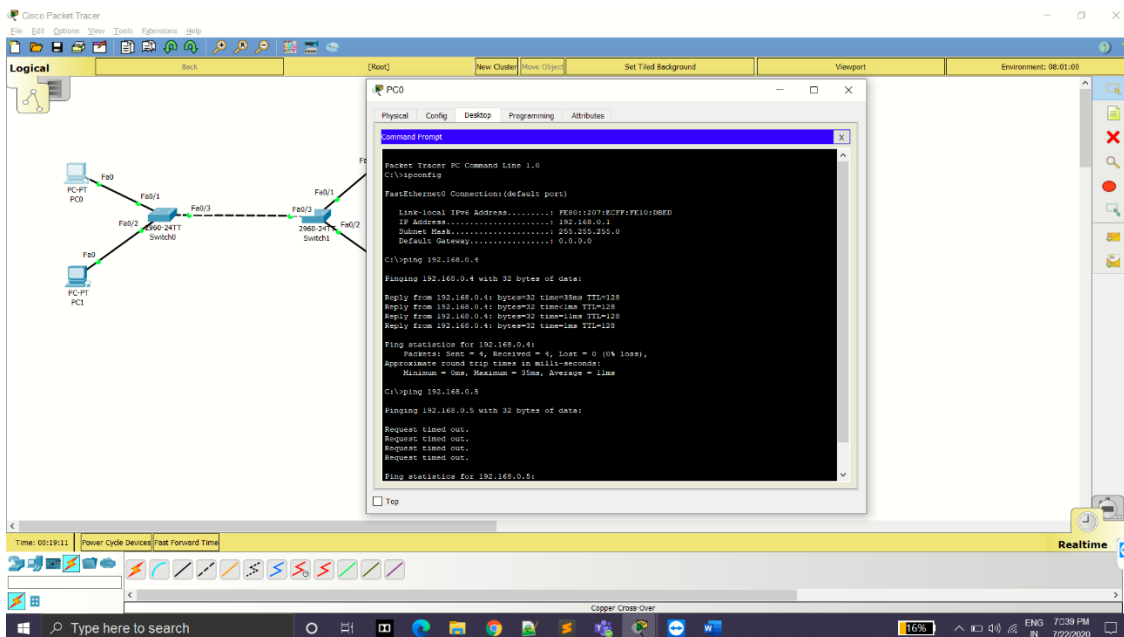 Cisco Packet Tracer
File Edit Options View Tools Extensions Help
Logical Back [Root] New Cluster Move Object Set Tiled Background Viewport Environment: 08:01:00
PC0
Physical Config Desktop Programming Attributes
Command Prompt X
Packet Tracer PC Command Line 1.0
C:\>ipconfig
FastEthernet0 Connection:(default port)
Link-local IPv6 Address.........: FE80::207:ECFF:FE10:DBED
IP Address......................: 192.168.0.1
Subnet Mask.....................: 255.255.255.0
Default Gateway.................: 0.0.0.0
C:\>ping 192.168.0.4
Pinging 192.168.0.4 with 32 bytes of data:
Reply from 192.168.0.4: bytes=32 time=35ms TTL=128
Reply from 192.168.0.4: bytes=32 time<1ms TTL=128
Reply from 192.168.0.4: bytes=32 time=11ms TTL=128
Reply from 192.168.0.4: bytes=32 time=1ms TTL=128
Ping statistics for 192.168.0.4:
Packets: Sent = 4, Received = 4, Lost = 0 (0% loss),
Approximate round trip times in milli-seconds:
Minimum = 0ms, Maximum = 35ms, Average = 11ms
C:\>ping 192.168.0.5
Pinging 192.168.0.5 with 32 bytes of data:
Request timed out.
Request timed out.
Request timed out.
Request timed out.
Ping statistics for 192.168.0.5:
Top
Fa0
PC-PT
PC0
Fa0/1
Fa0/3
Fa0/2
2960-24TT
Switch0
Fa0
PC-PT
PC1
Fa0/1
Fa0/3
Fa0/2
2960-24TT
Switch1
Time: 00:19:11 Power Cycle Devices Fast Forward Time
Realtime
Copper Cross-Over
Type here to search
16%
ENG
IN
7:39 PM
7/22/2020